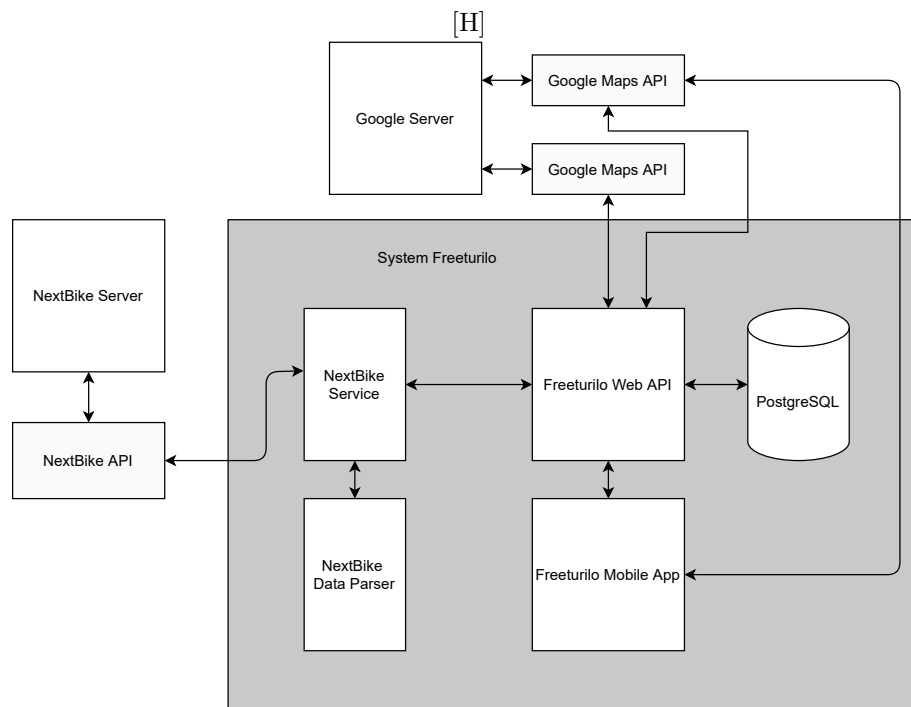 [H]
Google Server
Google Maps API
Google Maps API
System Freeturilo
NextBike Server
NextBike API
NextBike
Service
Freeturilo Web API
PostgreSQL
NextBike
Data Parser
Freeturilo Mobile App